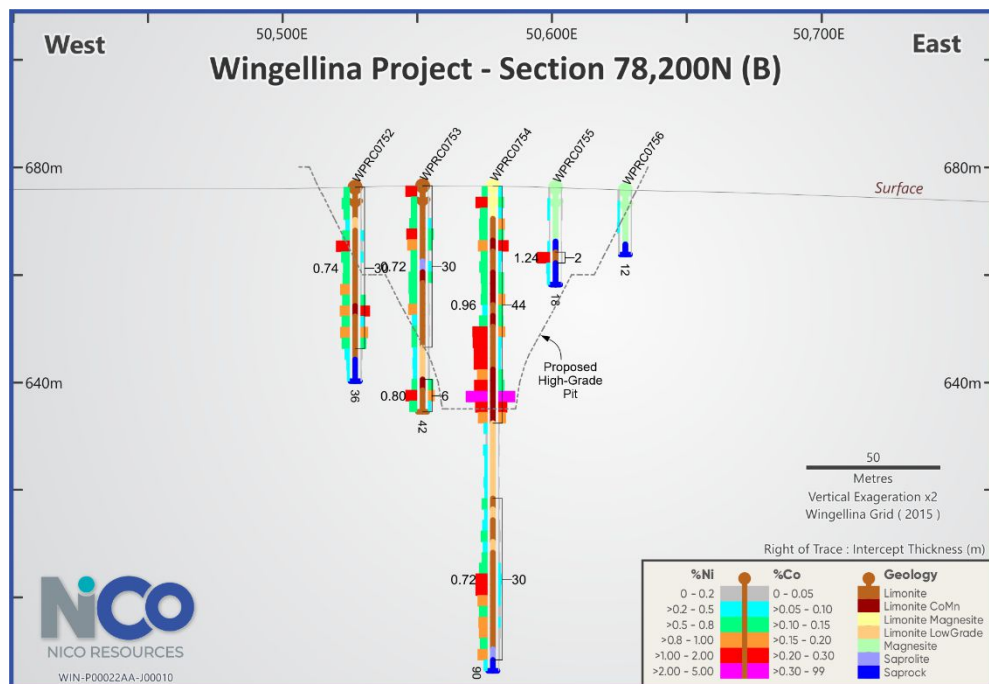 50,500E
50,600E
50,700E
West
East
Wingellina Project - Section 78,200N (B)
WPRC0752
WPRC0753
WPRC0754
WPRC0755
WPRC0756
680m
680m
Surface
0.74
30
0.72
30
0.96
44
1.24
2
18
12
Proposed
High-Grade
Pit
640m
640m
36
0.80
6
42
0.72
30
90
50
Metres
Vertical Exageration x2
Wingellina Grid ( 2015 )
Right of Trace : Intercept Thickness (m)
%Ni %Co Geology
0 - 0.2 0 - 0.05 Limonite
>0.2 - 0.5 >0.05 - 0.10 Limonite CoMn
>0.5 - 0.8 >0.10 - 0.15 Limonite Magnesite
>0.8 - 1.00 >0.15 - 0.20 Limonite LowGrade
>1.00 - 2.00 >0.20 - 0.30 Magnesite
>2.00 - 5.00 >0.30 - 99 Saprolite
Saprock
NiCo
NICO RESOURCES
WIN-P00022AA-J00010